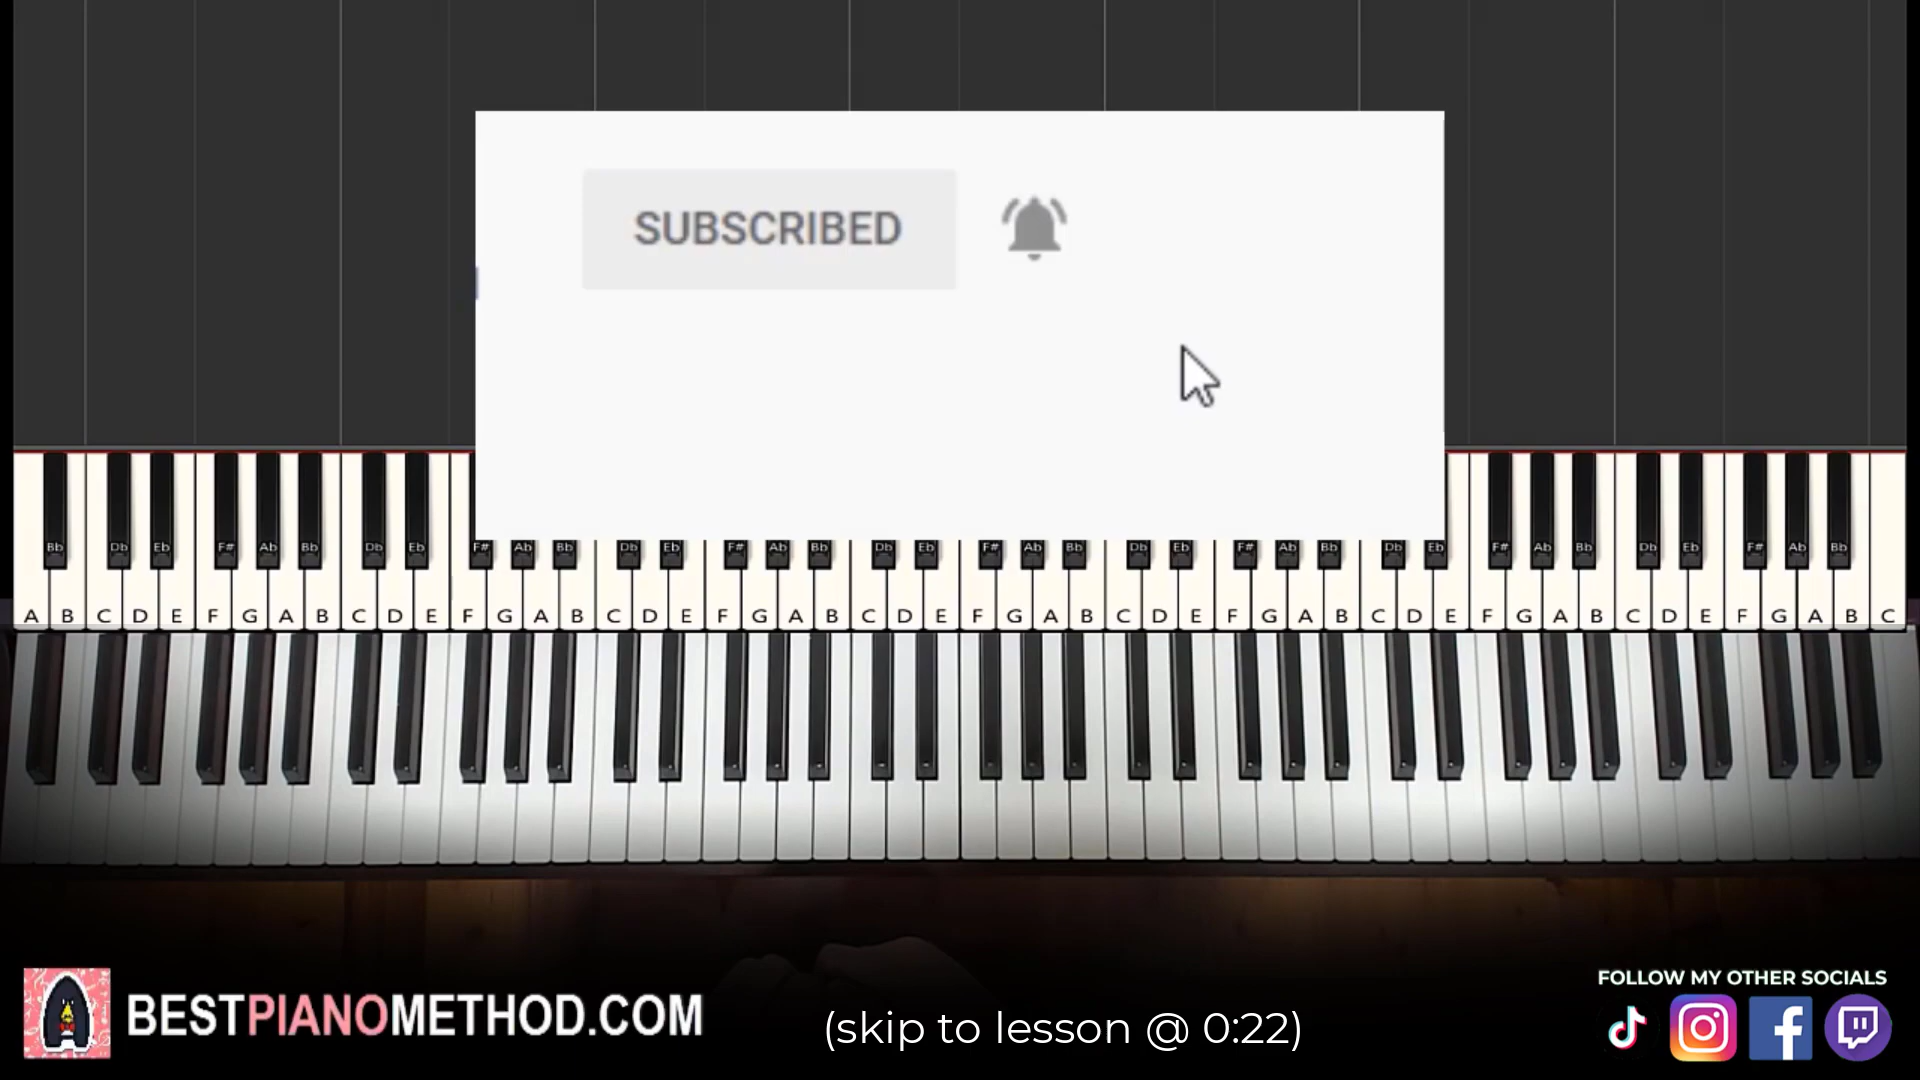 SUBSCRIBED
Bb Db Eb F# Ab Bb Db Eb F# Ab Bb Db Eb F# Ab Bb Db Eb F# Ab Bb Db Eb F# Ab Bb Db Eb F# Ab Bb Db Eb F# Ab Bb
A B C D E F G A B C D E F G A B C D E F G A B C D E F G A B C D E F G A B C D E F G A B C D E F G A B C
FOLLOW MY OTHER SOCIALS
BESTPIANOMETHOD.COM
(skip to lesson @ 0:22)